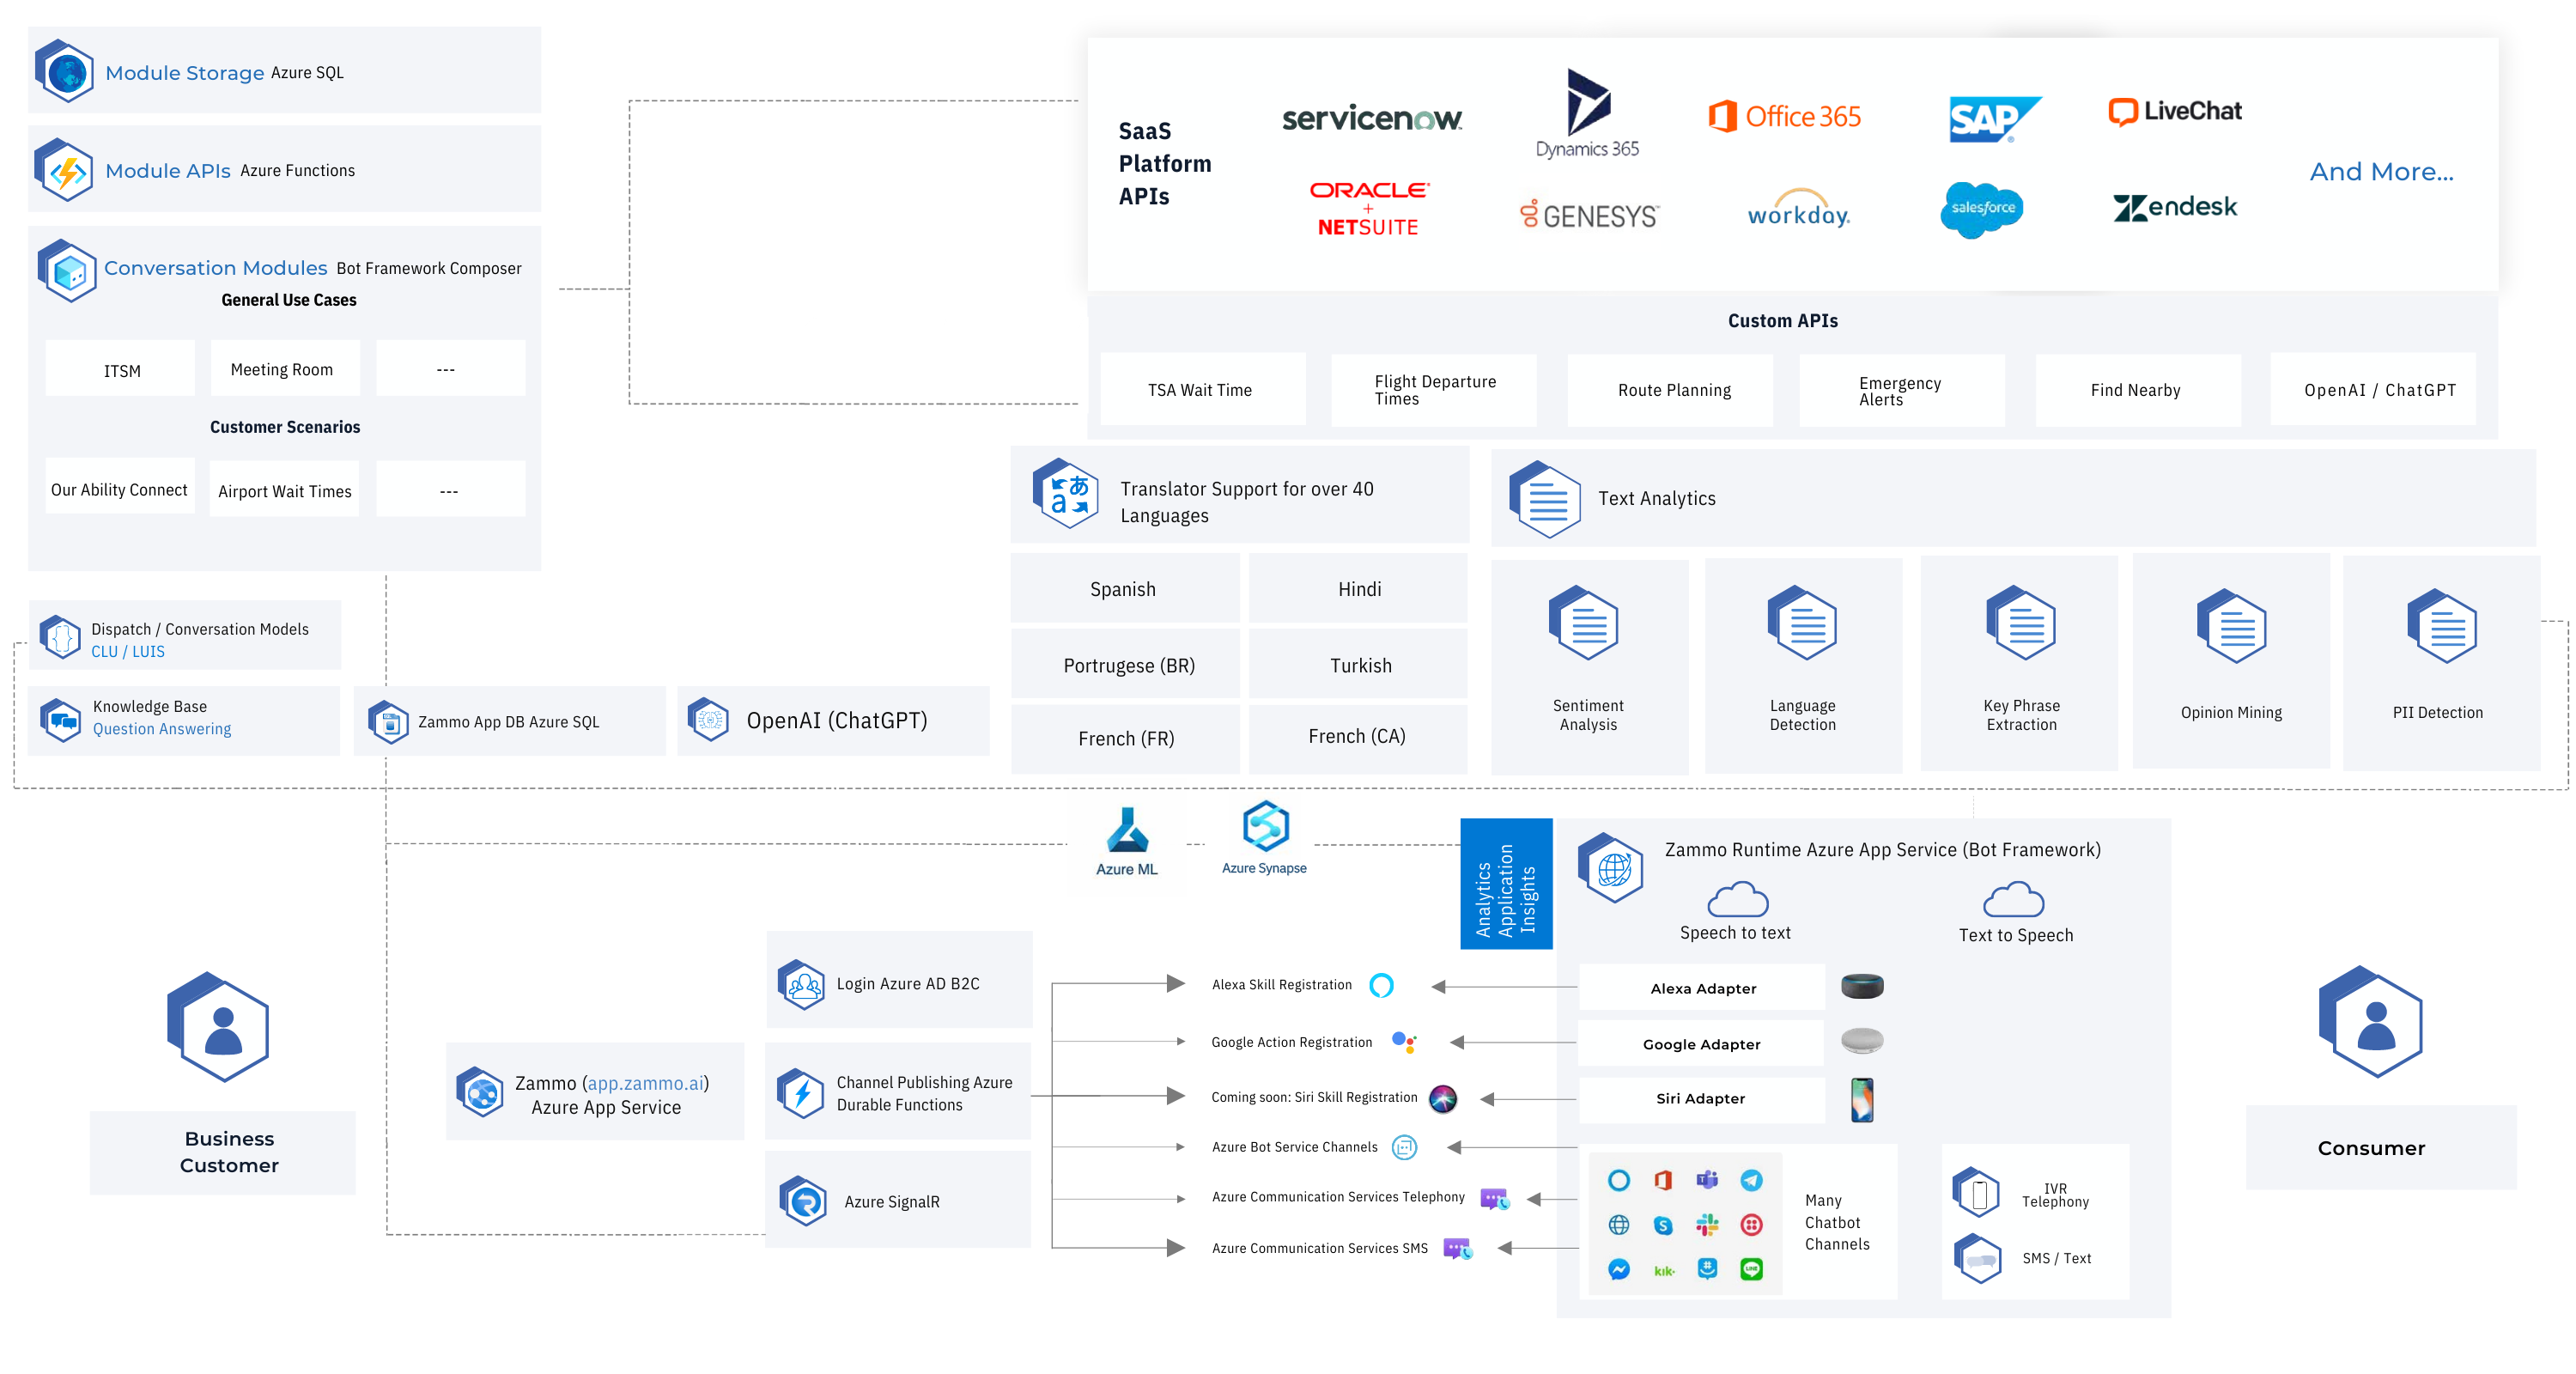 Module Storage Azure SQL
Module APIs Azure Functions
Conversation Modules Bot Framework Composer
General Use Cases
ITSM
Meeting Room
---
Customer Scenarios
Our Ability Connect
Airport Wait Times
---
SaaS
Platform
APIs
servicenow
Dynamics 365
Office 365
SAP
LiveChat
ORACLE
+
NETSUITE
GENESYS
workday.
salesforce
Zendesk
And More...
Custom APIs
TSA Wait Time
Flight Departure
Times
Route Planning
Emergency
Alerts
Find Nearby
OpenAI / ChatGPT
Translator Support for over 40
Languages
Spanish
Hindi
Portrugese (BR)
Turkish
French (FR)
French (CA)
Text Analytics
Sentiment
Analysis
Language
Detection
Key Phrase
Extraction
Opinion Mining
PII Detection
Dispatch / Conversation Models
CLU / LUIS
Knowledge Base
Question Answering
Zammo App DB Azure SQL
OpenAI (ChatGPT)
Azure ML
Azure Synapse
Analytics
Application
Insights
Zammo Runtime Azure App Service (Bot Framework)
Speech to text
Text to Speech
Business
Customer
Zammo (app.zammo.ai)
Azure App Service
Login Azure AD B2C
Channel Publishing Azure
Durable Functions
Azure SignalR
Alexa Skill Registration
Google Action Registration
Coming soon: Siri Skill Registration
Azure Bot Service Channels
Azure Communication Services Telephony
Azure Communication Services SMS
Alexa Adapter
Google Adapter
Siri Adapter
kik
LINE
Many
Chatbot
Channels
IVR
Telephony
SMS / Text
Consumer